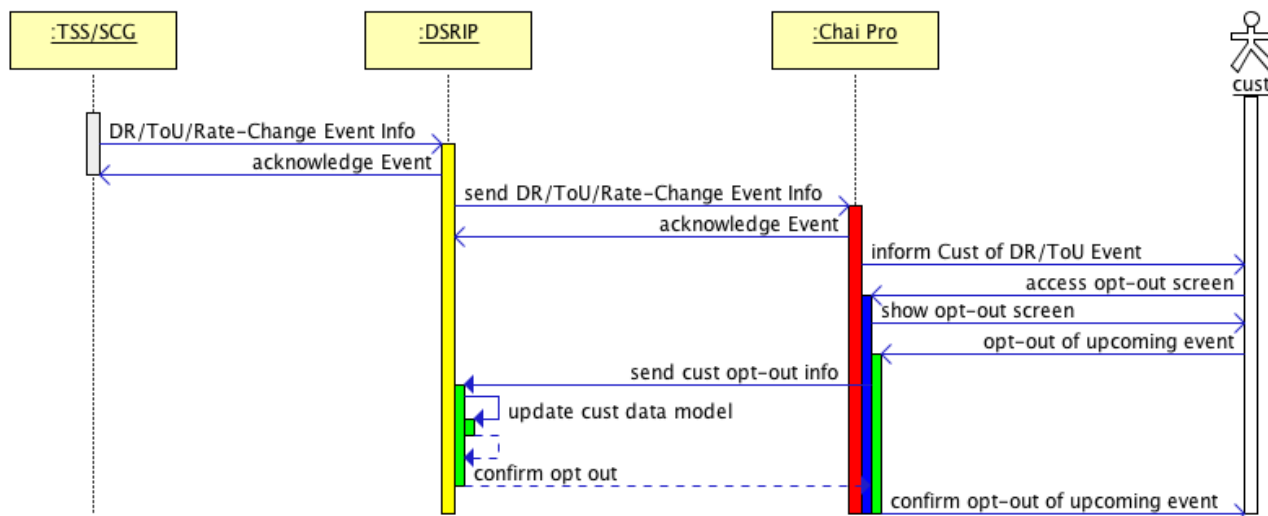 :TSS/SCG
:DSRIP
:Chai Pro
cust
DR/ToU/Rate-Change Event Info
acknowledge Event
send DR/ToU/Rate-Change Event Info
acknowledge Event
inform Cust of DR/ToU Event
access opt-out screen
show opt-out screen
opt-out of upcoming event
send cust opt-out info
update cust data model
confirm opt out
confirm opt-out of upcoming event